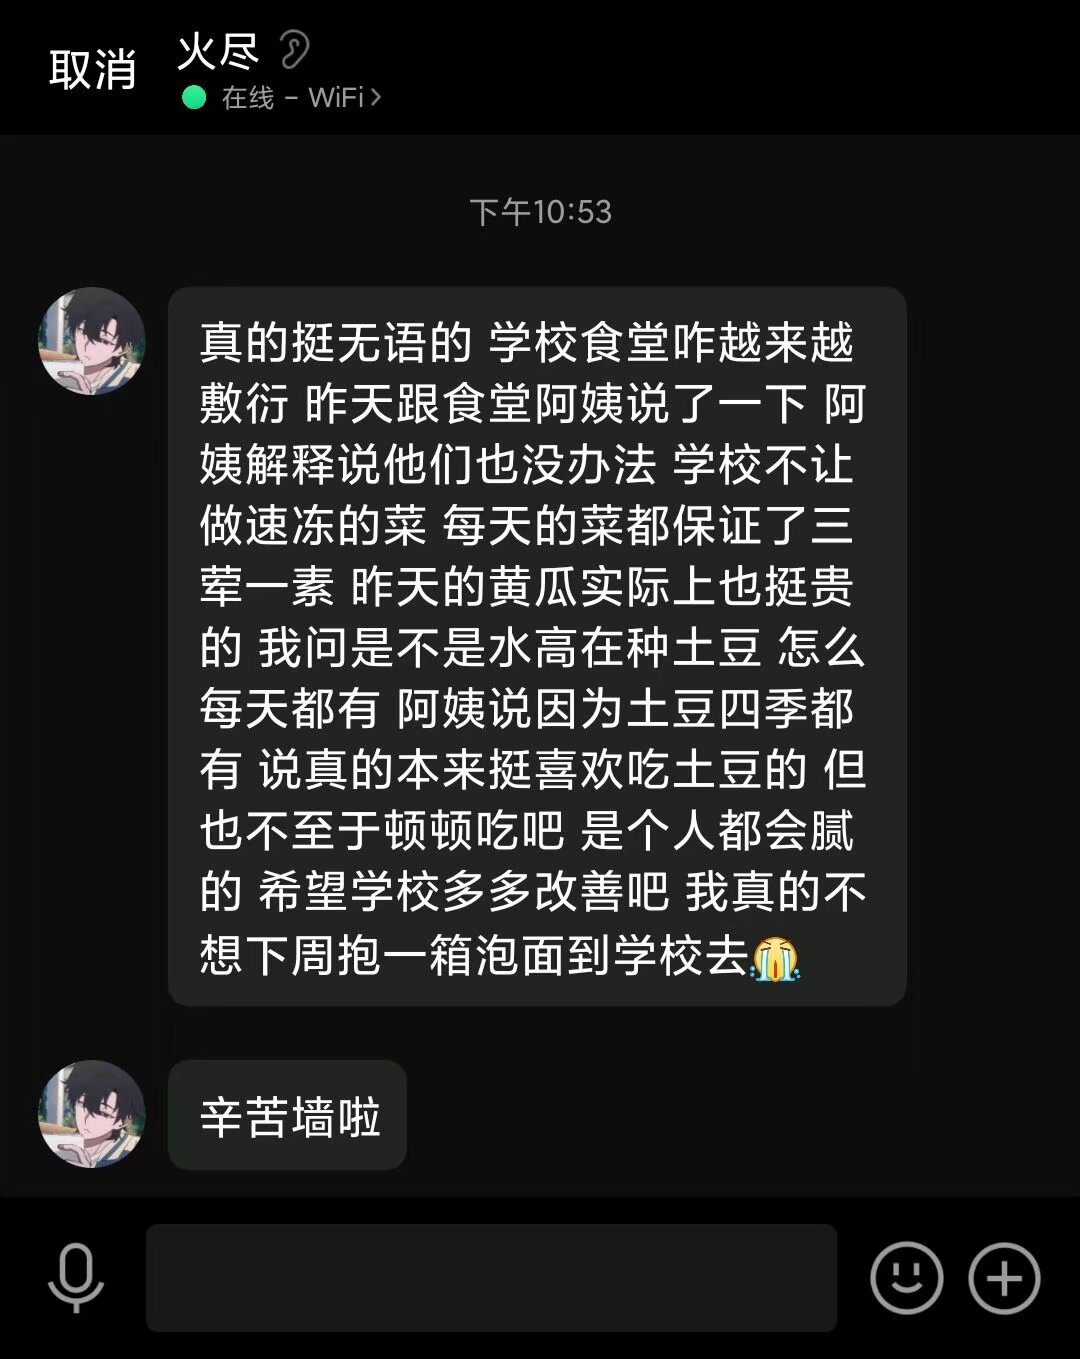 取消
火尽
在线 - WiFi
下午10:53
真的挺无语的 学校食堂咋越来越
敷衍 昨天跟食堂阿姨说了一下 阿
姨解释说他们也没办法 学校不让
做速冻的菜 每天的菜都保证了三
荤一素 昨天的黄瓜实际上也挺贵
的 我问是不是水高在种土豆 怎么
每天都有 阿姨说因为土豆四季都
有 说真的本来挺喜欢吃土豆的 但
也不至于顿顿吃吧 是个人都会腻
的 希望学校多多改善吧 我真的不
想下周抱一箱泡面到学校去😭
辛苦墙啦